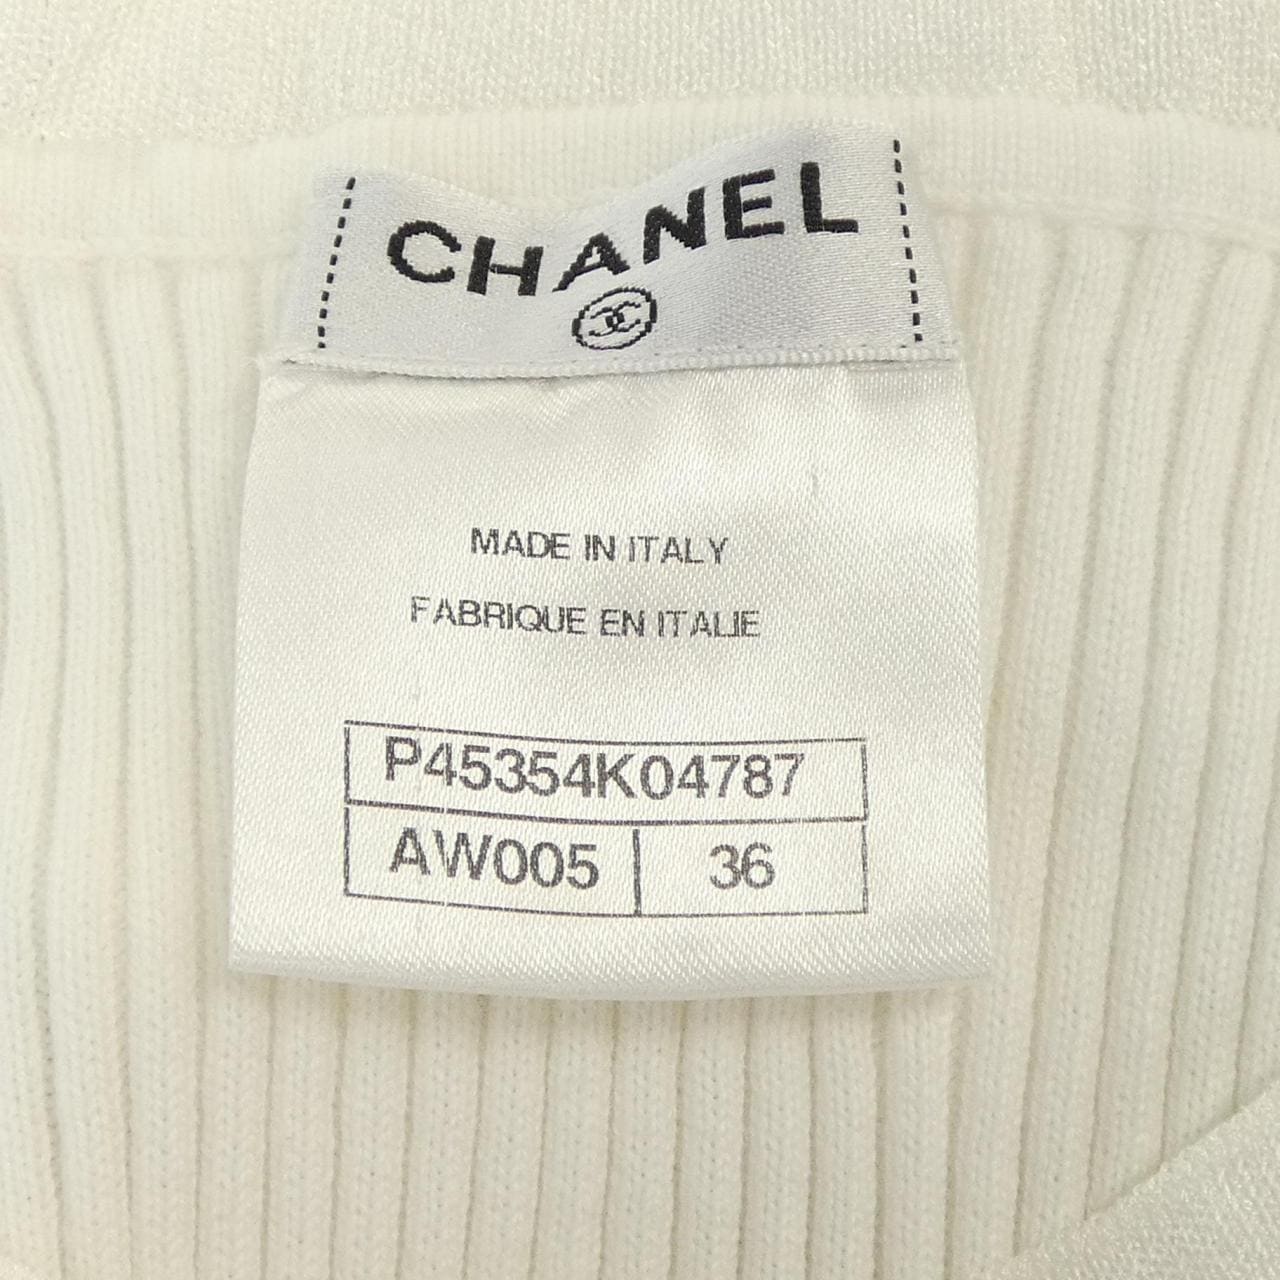 CHANEL
MADE IN ITALY
FABRIQUE EN ITALIE
P45354K04787
AW005 36